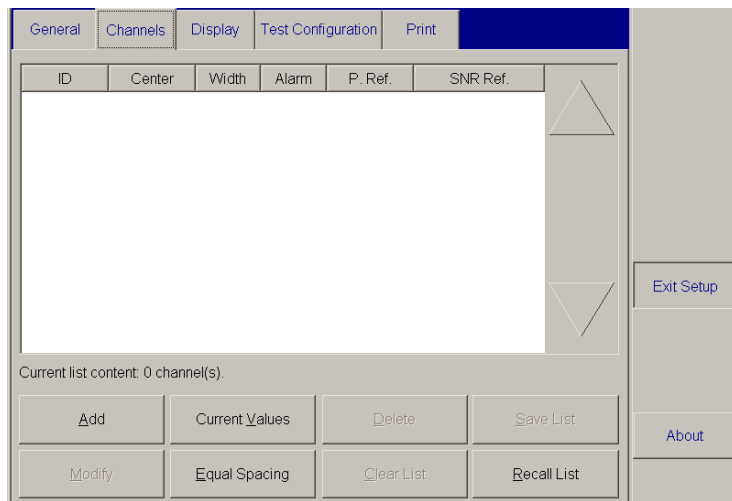 General Channels Display Test Configuration Print
ID Center Width Alarm P. Ref. SNR Ref.
Exit Setup
Current list content: 0 channel(s).
Add Current Values Delete Save List
About
Modify Equal Spacing Clear List Recall List